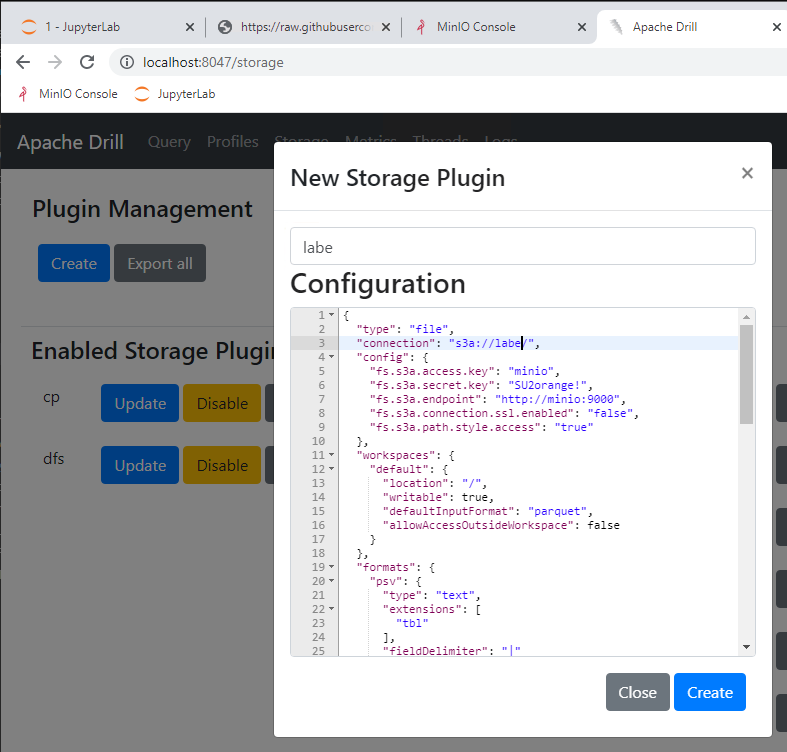 1 - JupyterLab
https://raw.githubuserco
MinIO Console
Apache Drill
localhost:8047/storage
MinIO Console
JupyterLab
Apache Drill
Query
Profiles
Storage
Metrics
Threads
Logs
Plugin Management
Create
Export all
Enabled Storage Plugin
cp
Update
Disable
dfs
Update
Disable
New Storage Plugin
×
labe
Configuration
1 {
2 "type": "file",
3 "connection": "s3a://labe/",
4 "config": {
5 "fs.s3a.access.key": "minio",
6 "fs.s3a.secret.key": "SU2orange!",
7 "fs.s3a.endpoint": "http://minio:9000",
8 "fs.s3a.connection.ssl.enabled": "false",
9 "fs.s3a.path.style.access": "true"
10 },
11 "workspaces": {
12 "default": {
13 "location": "/",
14 "writable": true,
15 "defaultInputFormat": "parquet",
16 "allowAccessOutsideWorkspace": false
17 }
18 },
19 "formats": {
20 "psv": {
21 "type": "text",
22 "extensions": [
23 "tbl"
24 ],
25 "fieldDelimiter": "|"
Close
Create